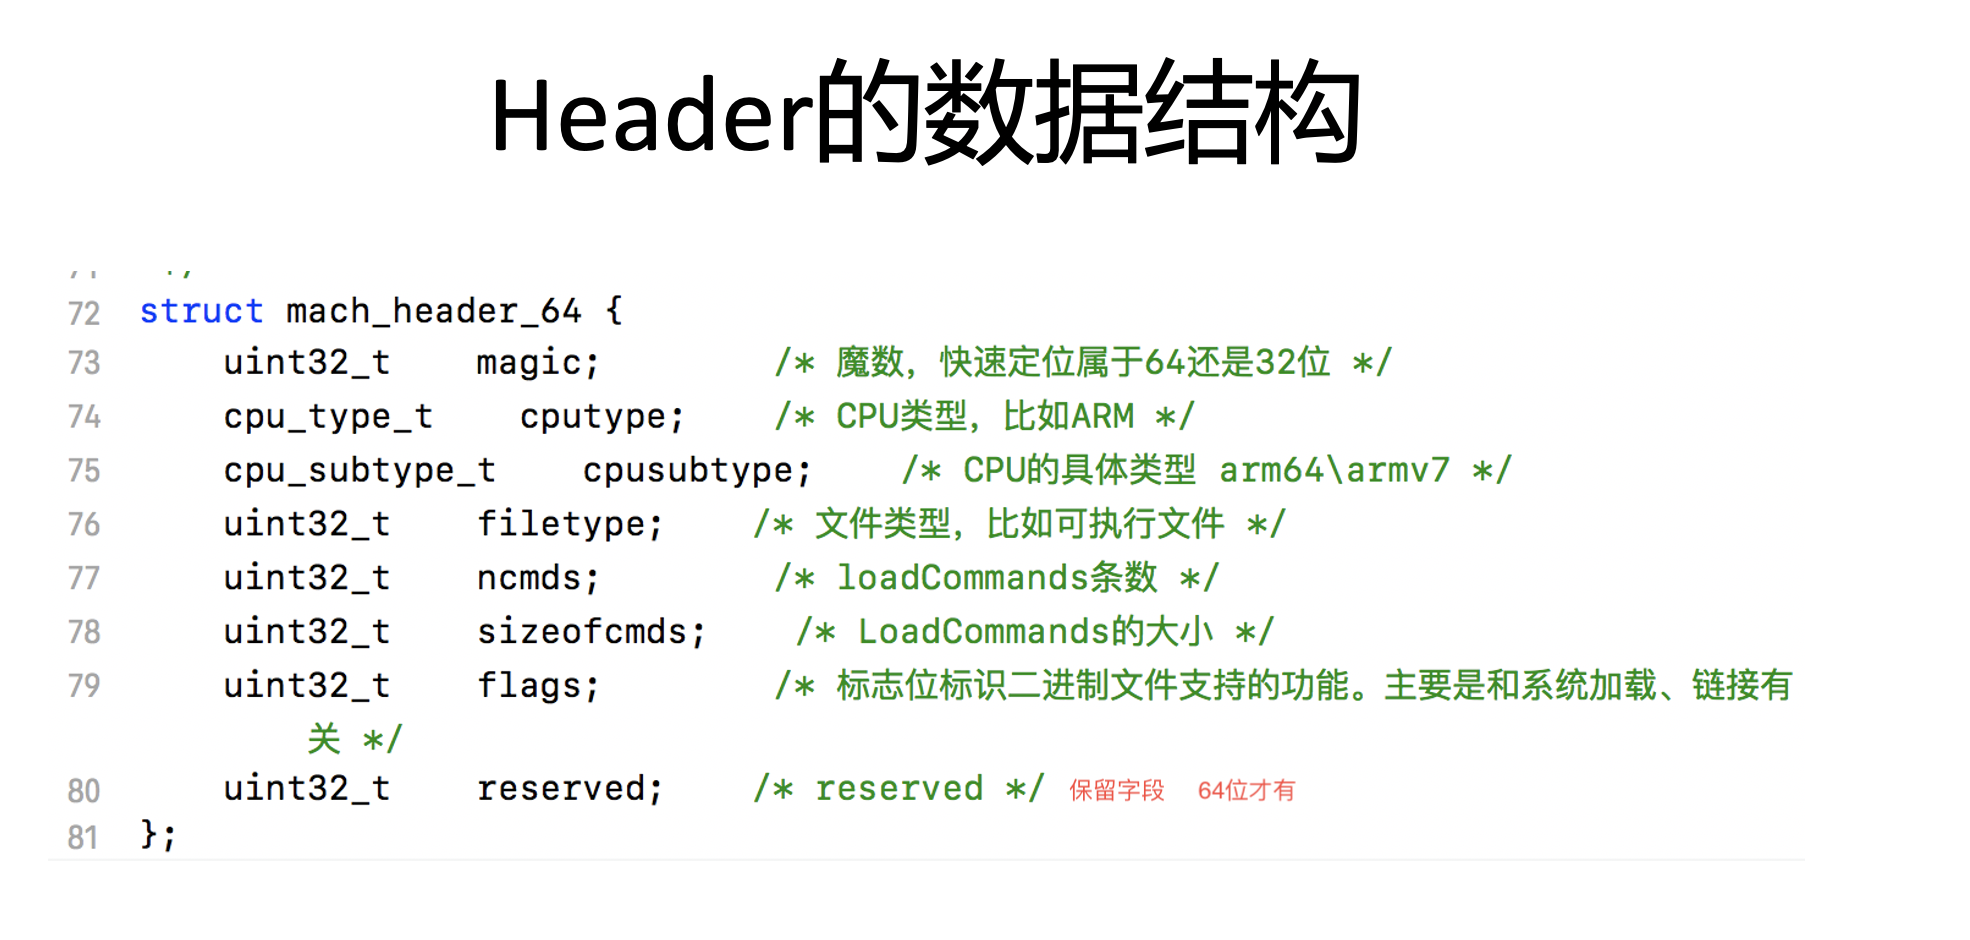 Header的数据结构
72 struct mach_header_64 {
73 uint32_t magic; /* 魔数，快速定位属于64还是32位 */
74 cpu_type_t cputype; /* CPU类型，比如ARM */
75 cpu_subtype_t cpusubtype; /* CPU的具体类型 arm64\armv7 */
76 uint32_t filetype; /* 文件类型，比如可执行文件 */
77 uint32_t ncmds; /* loadCommands条数 */
78 uint32_t sizeofcmds; /* LoadCommands的大小 */
79 uint32_t flags; /* 标志位标识二进制文件支持的功能。主要是和系统加载、链接有
关 */
80 uint32_t reserved; /* reserved */ 保留字段 64位才有
81 };